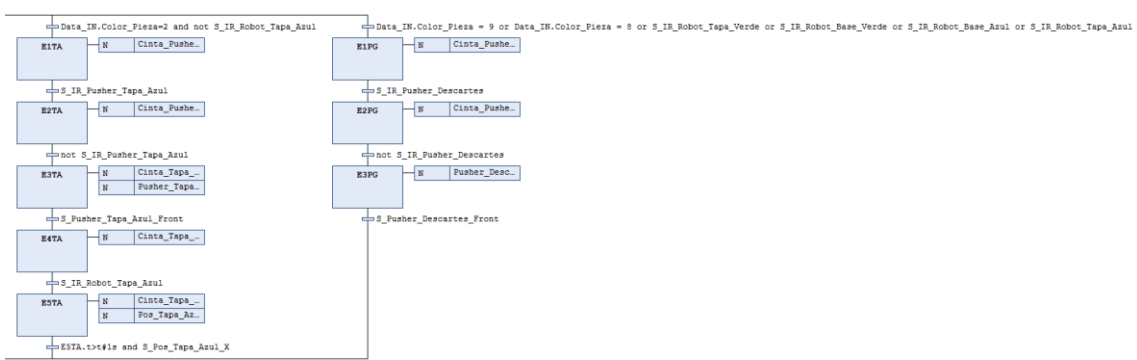 Data_IN.Color_Pieza=2 and not S_IR_Robot_Tapa_Azul
E1TA N Cinta_Pushe…
S_IR_Pusher_Tapa_Azul
E2TA N Cinta_Pushe…
not S_IR_Pusher_Tapa_Azul
E3TA N Cinta_Tapa_…
N Pusher_Tapa…
S_Pusher_Tapa_Azul_Front
E4TA N Cinta_Tapa_…
S_IR_Robot_Tapa_Azul
E5TA N Cinta_Tapa_…
N Pos_Tapa_Az…
E5TA.t>t#1s and S_Pos_Tapa_Azul_X
Data_IN.Color_Pieza = 9 or Data_IN.Color_Pieza = 8 or S_IR_Robot_Tapa_Verde or S_IR_Robot_Base_Verde or S_IR_Robot_Base_Azul or S_IR_Robot_Tapa_Azul
E1PG N Cinta_Pushe…
S_IR_Pusher_Descartes
E2PG N Cinta_Pushe…
not S_IR_Pusher_Descartes
E3PG N Pusher_Desc…
S_Pusher_Descartes_Front